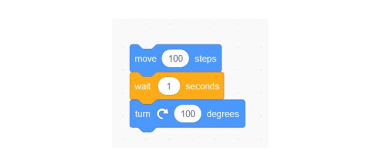 move 100 steps
wait 1 seconds
turn 100 degrees